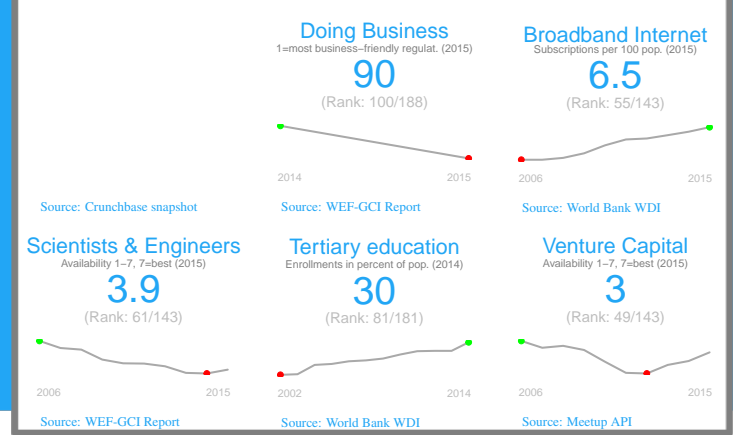 Doing Business
1=most business−friendly regulat. (2015)
90
(Rank: 100/188)
2014
2015
Broadband Internet
Subscriptions per 100 pop. (2015)
6.5
(Rank: 55/143)
2006
2015
Source: Crunchbase snapshot
Source: WEF-GCI Report
Source: World Bank WDI
Scientists & Engineers
Availability 1−7, 7=best (2015)
3.9
(Rank: 61/143)
2006
2015
Tertiary education
Enrollments in percent of pop. (2014)
30
(Rank: 81/181)
2002
2014
Venture Capital
Availability 1−7, 7=best (2015)
3
(Rank: 49/143)
2006
2015
Source: WEF-GCI Report
Source: World Bank WDI
Source: Meetup API